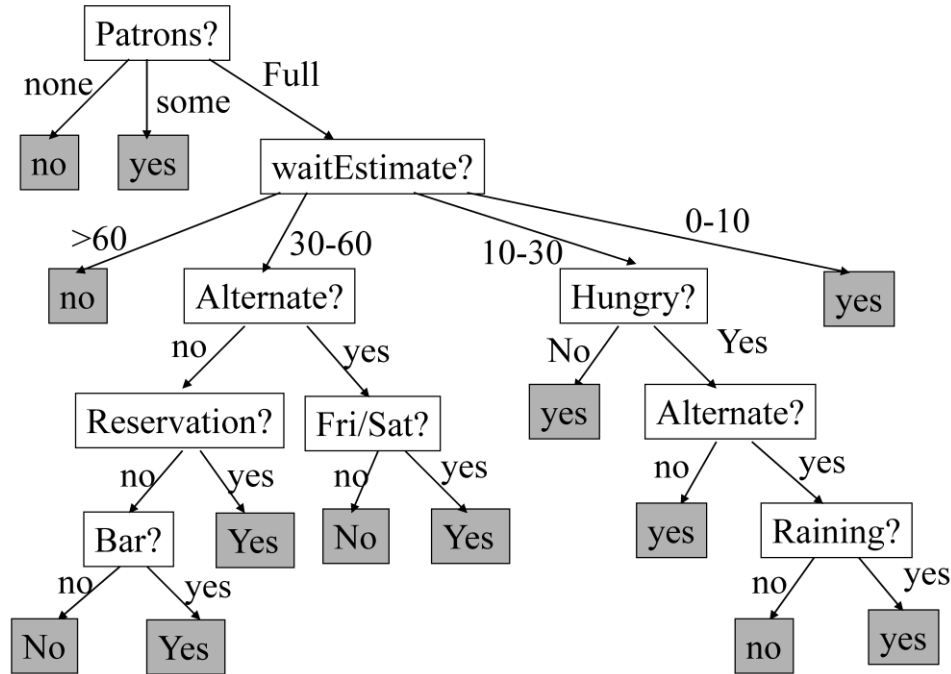 Patrons?
none
some
Full
no
yes
waitEstimate?
>60
30-60
10-30
0-10
no
Alternate?
Hungry?
yes
no
yes
No
Yes
Reservation?
Fri/Sat?
yes
Alternate?
no
yes
no
yes
no
yes
Bar?
Yes
No
Yes
yes
Raining?
no
yes
no
yes
No
Yes
no
yes